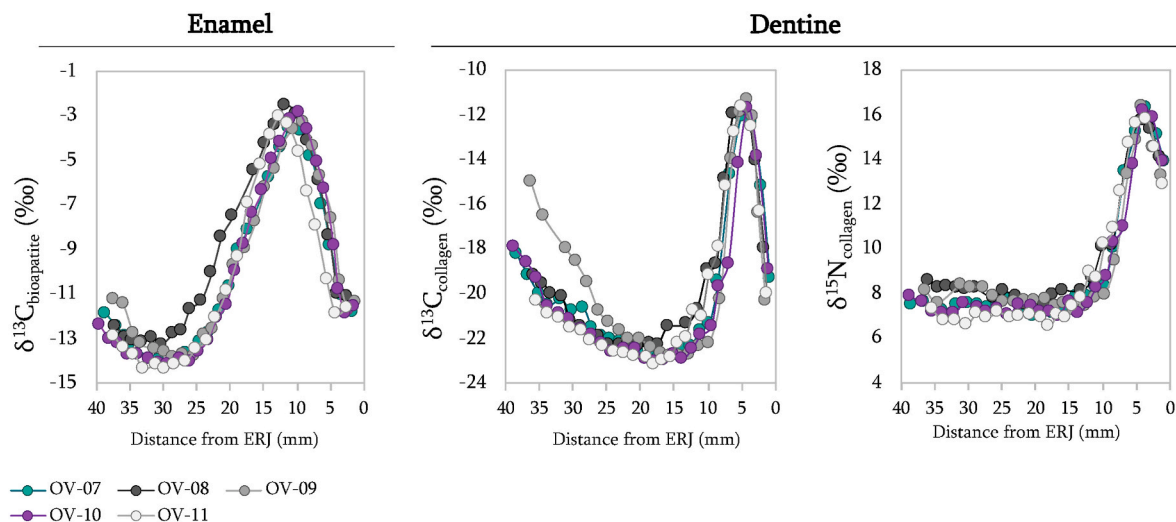 Enamel
Dentine
δ13Cbioapatite (‰)
-1
-3
-5
-7
-9
-11
-13
-15
40 35 30 25 20 15 10 5 0
Distance from ERJ (mm)
δ13Ccollagen (‰)
-10
-12
-14
-16
-18
-20
-22
-24
40 35 30 25 20 15 10 5 0
Distance from ERJ (mm)
δ15Ncollagen (‰)
18
16
14
12
10
8
6
4
40 35 30 25 20 15 10 5 0
Distance from ERJ (mm)
OV-07 OV-08 OV-09
OV-10 OV-11